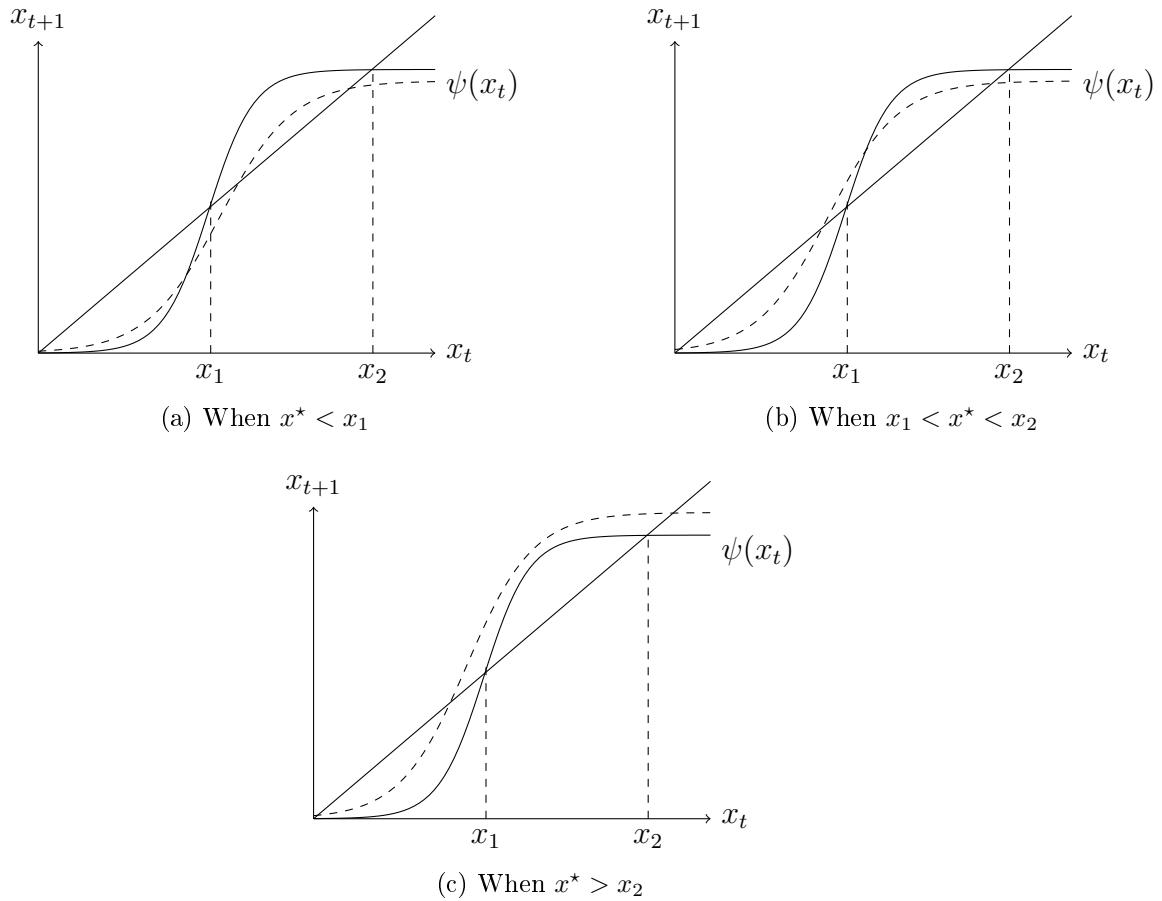 x_{t+1}
ψ(x_t)
x_t
x_1
x_2
(a) When x^⋆ < x_1
x_{t+1}
ψ(x_t)
x_t
x_1
x_2
(b) When x_1 < x^⋆ < x_2
x_{t+1}
ψ(x_t)
x_t
x_1
x_2
(c) When x^⋆ > x_2